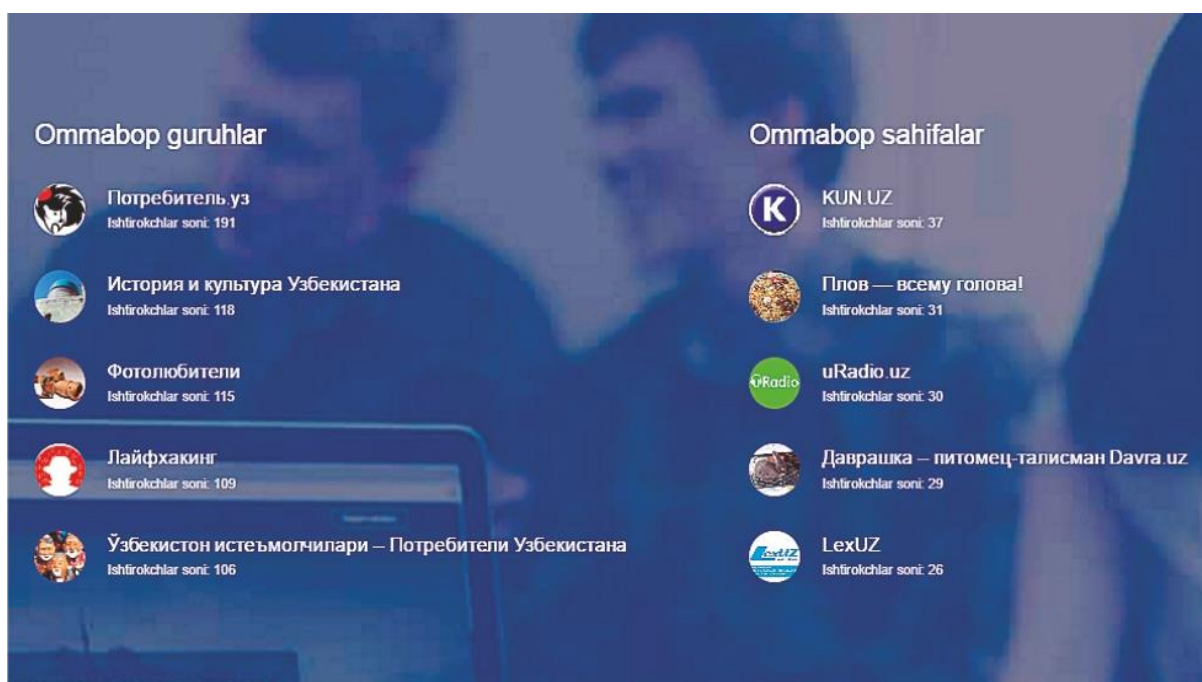 Ommabop guruhlar
Потребитель.уз
Ishtirokchlar soni: 191
История и культура Узбекистана
Ishtirokchlar soni: 118
Фотолюбители
Ishtirokchlar soni: 115
Лайфхакинг
Ishtirokchlar soni: 109
Ўзбекистон истеъмолчилари – Потребители Узбекистана
Ishtirokchlar soni: 106
Ommabop sahifalar
K
KUN.UZ
Ishtirokchlar soni: 37
Плов — всему голова!
Ishtirokchlar soni: 31
uRadio
uRadio.uz
Ishtirokchlar soni: 30
Даврашка – питомец-талисман Davra.uz
Ishtirokchlar soni: 29
LexUZ
LexUZ
Ishtirokchlar soni: 26